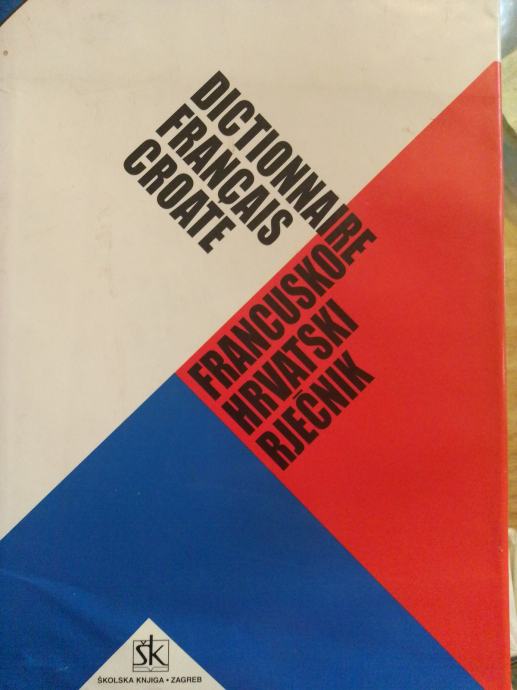 DICTIONNAIRE
FRANÇAIS
CROATE
FRANCUSKO
HRVATSKI
RJEČNIK
šk
ŠKOLSKA KNJIGA • ZAGREB